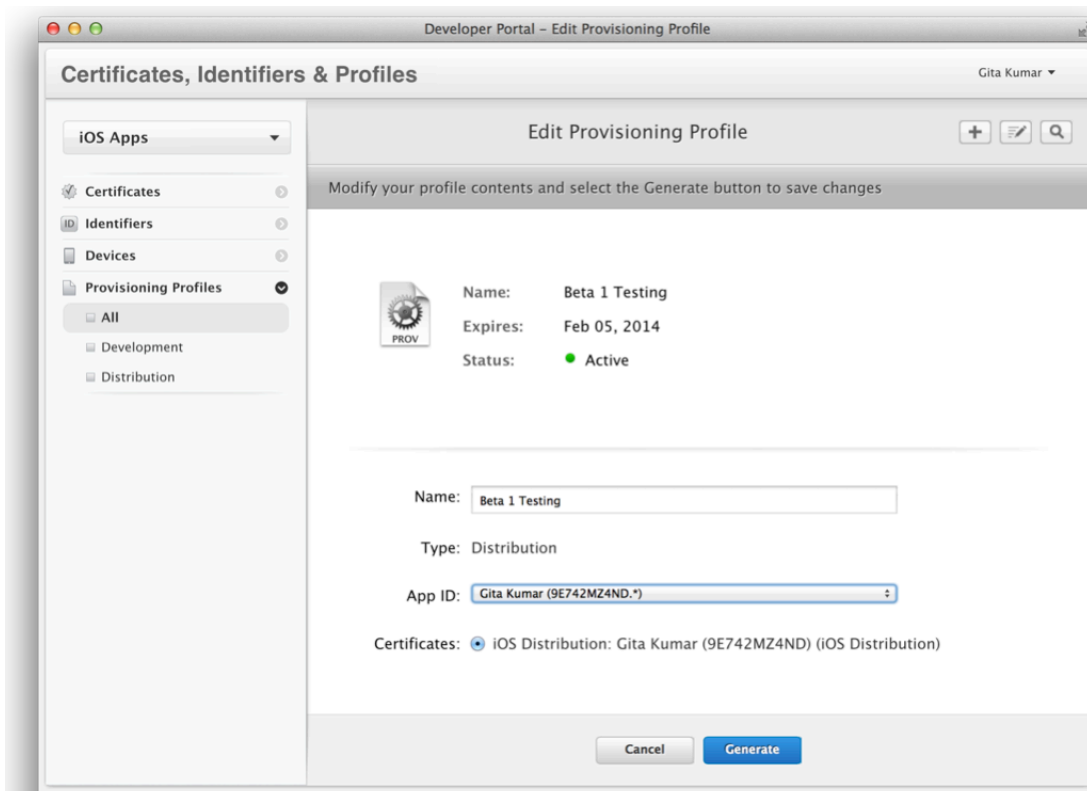 Developer Portal – Edit Provisioning Profile
Certificates, Identifiers & Profiles
Gita Kumar
iOS Apps
Edit Provisioning Profile
Modify your profile contents and select the Generate button to save changes
Certificates
ID Identifiers
Devices
Provisioning Profiles
All
Development
Distribution
PROV
Name: Beta 1 Testing
Expires: Feb 05, 2014
Status: Active
Name: Beta 1 Testing
Type: Distribution
App ID: Gita Kumar (9E742MZ4ND.*)
Certificates: iOS Distribution: Gita Kumar (9E742MZ4ND) (iOS Distribution)
Cancel Generate